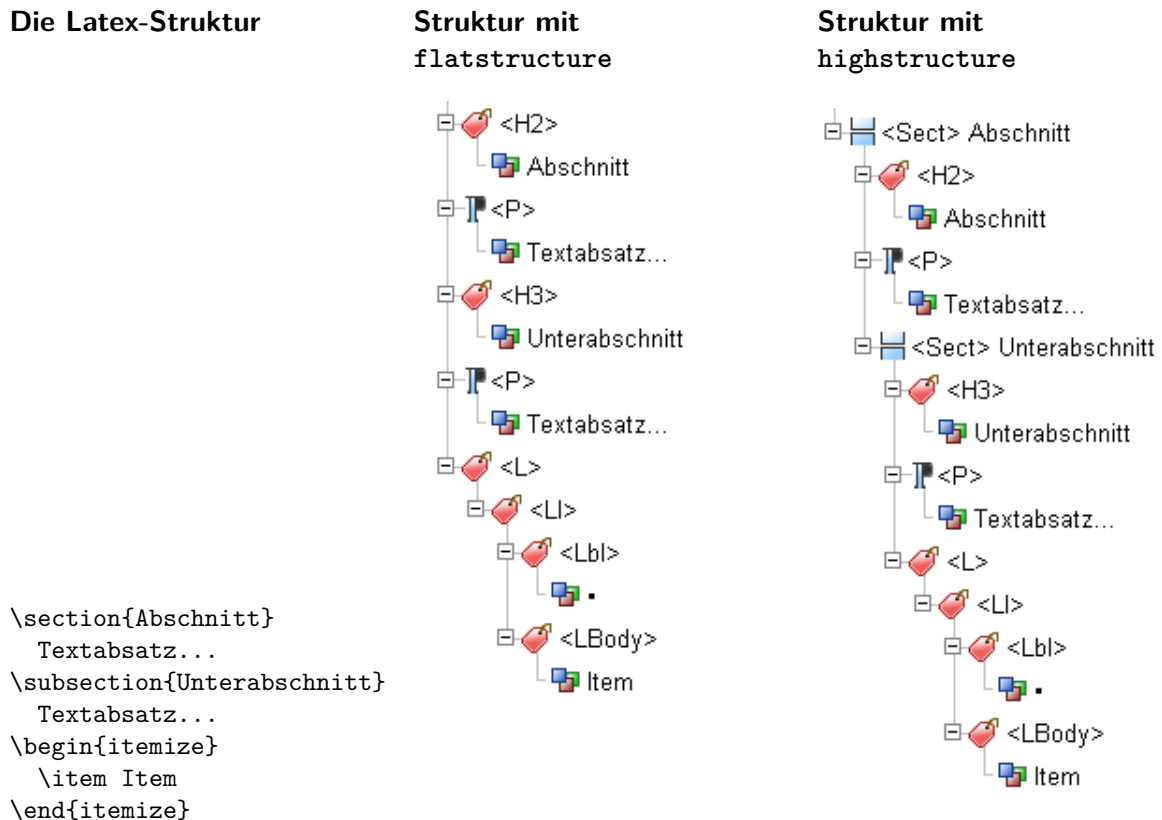 Die Latex-Struktur
\section{Abschnitt}
  Textabsatz...
\subsection{Unterabschnitt}
  Textabsatz...
\begin{itemize}
  \item Item
\end{itemize}
Struktur mit
flatstructure
<H2>
Abschnitt
<P>
Textabsatz...
<H3>
Unterabschnitt
<P>
Textabsatz...
<L>
<LI>
<Lbl>
▪
<LBody>
Item
Struktur mit
highstructure
<Sect> Abschnitt
<H2>
Abschnitt
<P>
Textabsatz...
<Sect> Unterabschnitt
<H3>
Unterabschnitt
<P>
Textabsatz...
<L>
<LI>
<Lbl>
▪
<LBody>
Item